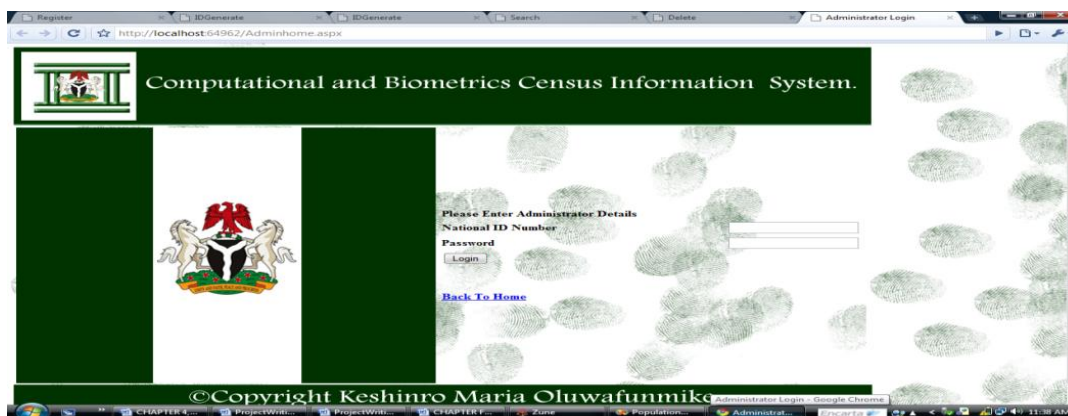 Register IDGenerate IDGenerate Search Delete Administrator Login
http://localhost:64962/Adminhome.aspx
Computational and Biometrics Census Information System.
Please Enter Administrator Details
National ID Number
Password
Login
Back To Home
©Copyright Keshinro Maria Oluwafunmike
Administrator Login - Google Chrome
CHAPTER 4,... ProjectWriti... ProjectWriti... CHAPTER F... Zune Population... Administrat... Encarta 11:38 AM